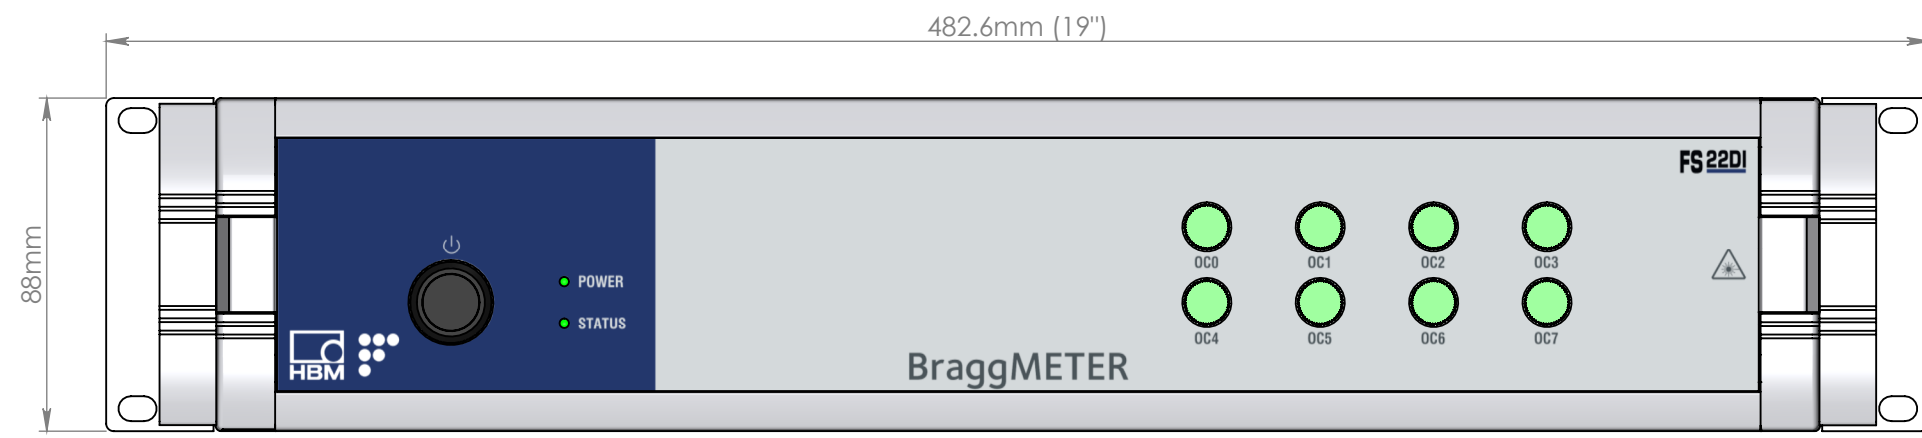 482.6mm (19")
88mm
FS 22DI
OC0 OC1 OC2 OC3
POWER
STATUS
OC4 OC5 OC6 OC7
HBM
BraggMETER